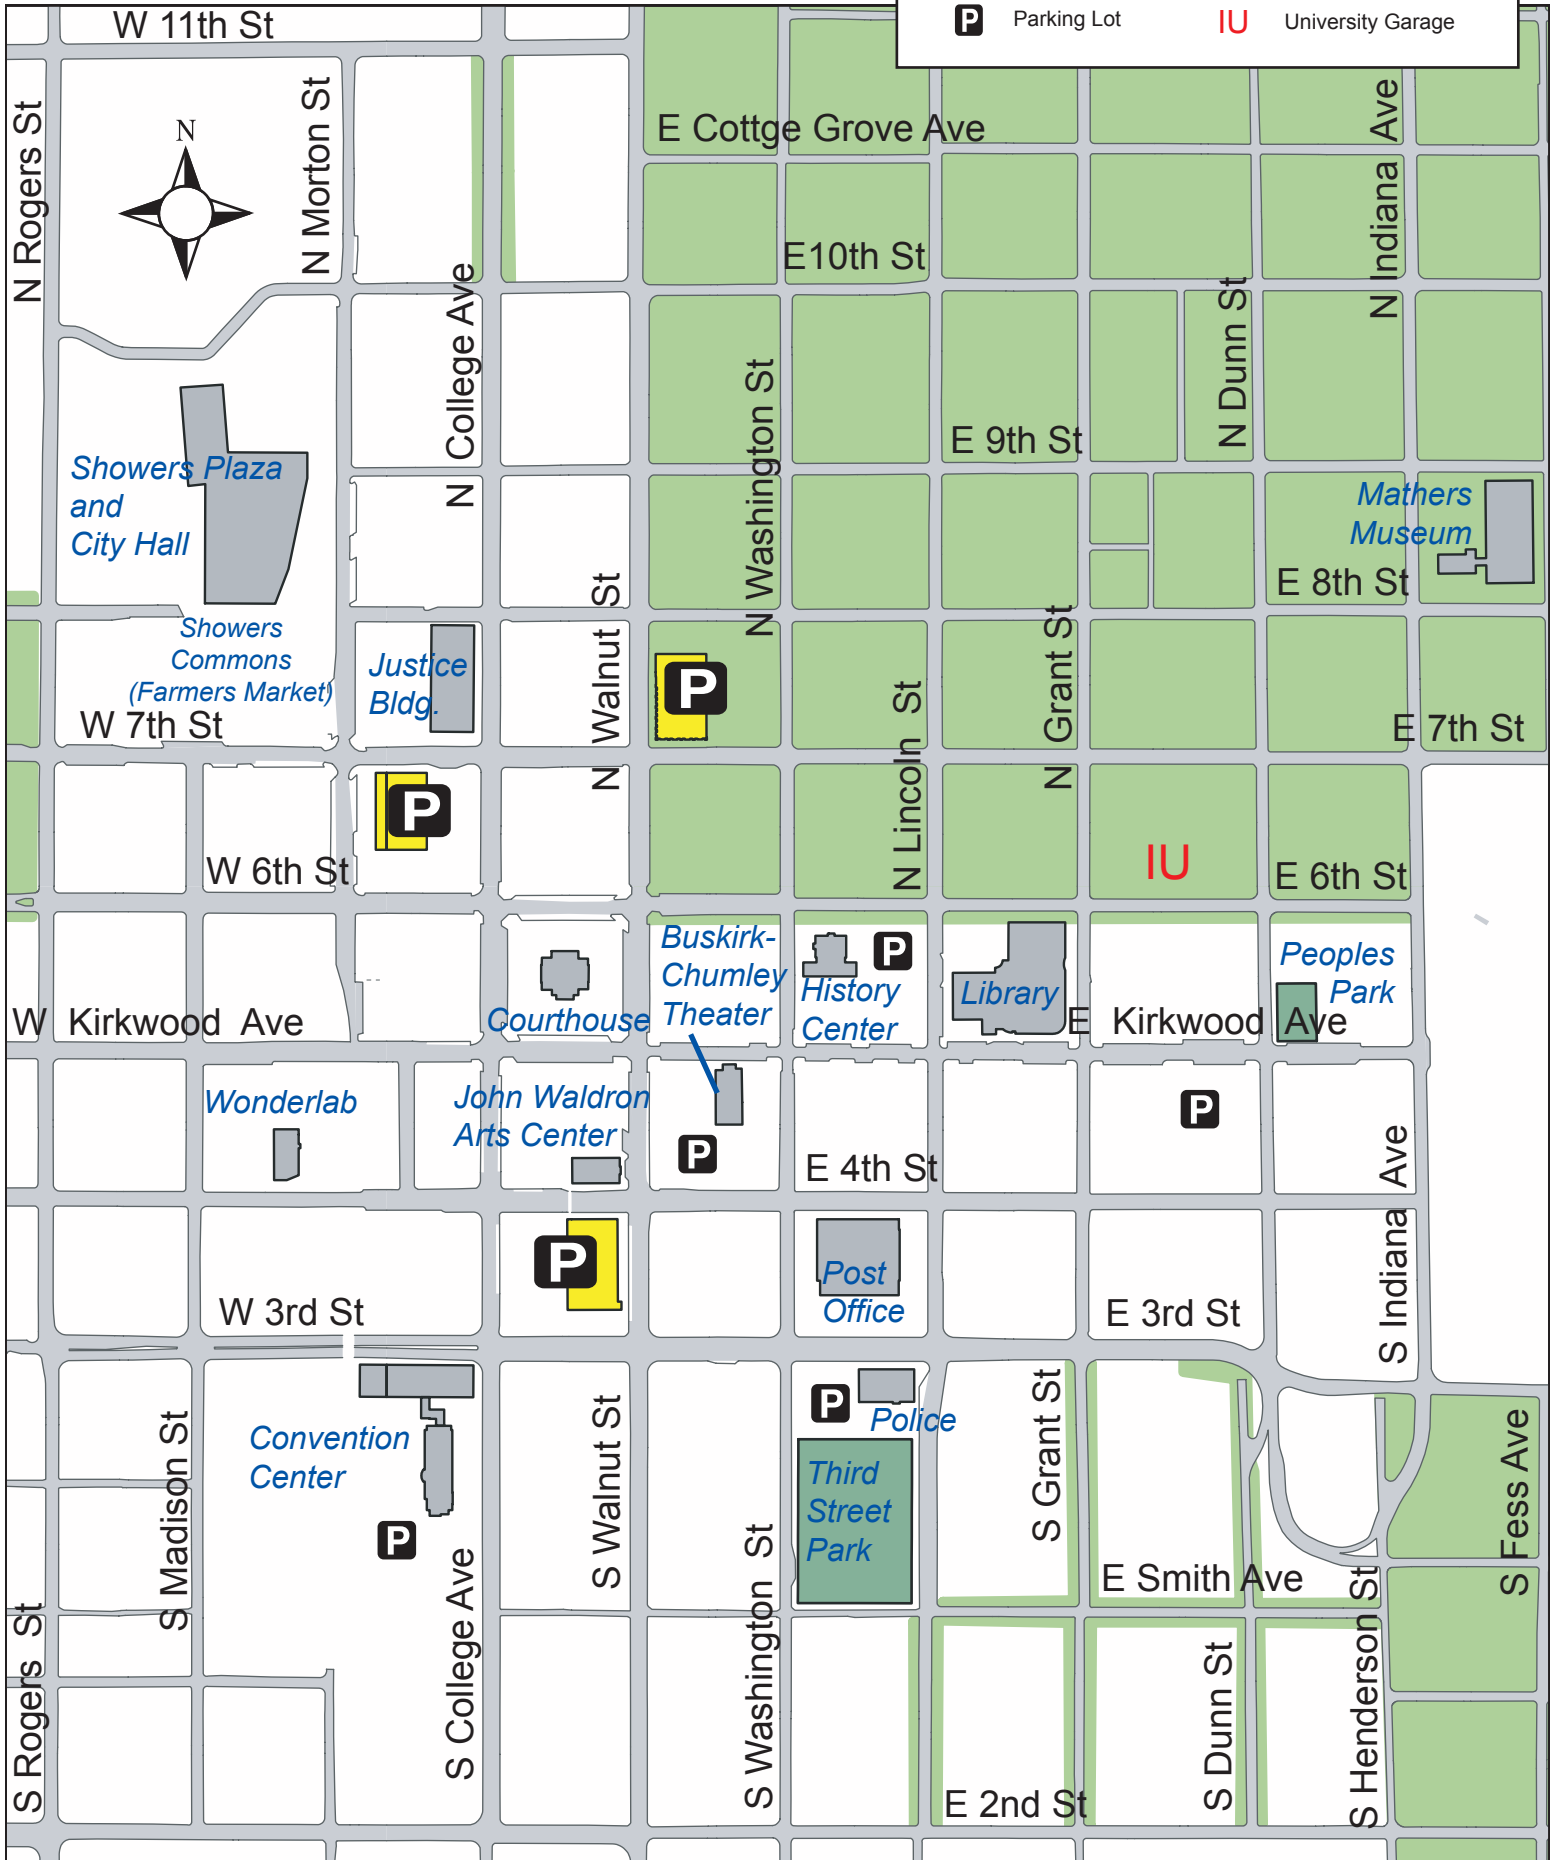 P Parking Lot IU University Garage
W 11th St
N Rogers St
N Morton St
N
E Cottge Grove Ave
N Indiana Ave
E10th St
N College Ave
N Dunn St
N Washington St
E 9th St
Showers Plaza
and
City Hall
Mathers
Museum
E 8th St
N Walnut St
N Grant St
Showers
Commons
(Farmers Market)
Justice
Bldg.
P
N Lincoln St
W 7th St
E 7th St
P
W 6th St
IU
E 6th St
Buskirk-
Chumley
Theater
P
History
Center
Library
Peoples
Park
Courthouse
W Kirkwood Ave
E Kirkwood Ave
Wonderlab
John Waldron
Arts Center
P
P
E 4th St
S Indiana Ave
P
Post
Office
W 3rd St
E 3rd St
Convention
Center
P
Police
S Madison St
S Walnut St
Third
Street
Park
S Grant St
S Fess Ave
P
S College Ave
S Washington St
E Smith Ave
S Rogers St
S Dunn St
S Henderson St
E 2nd St